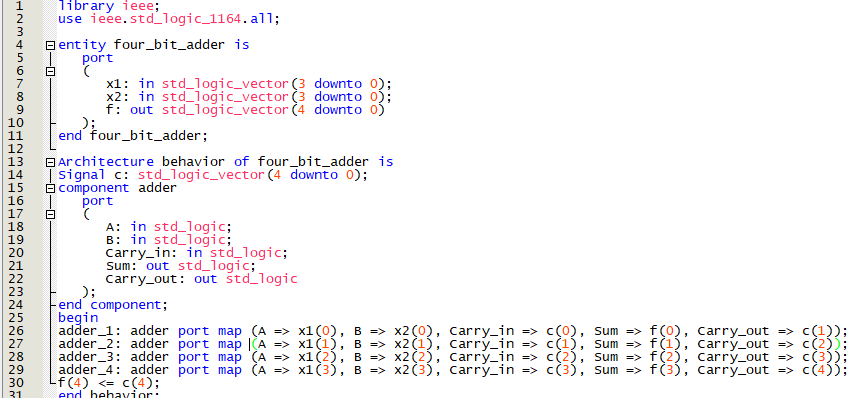 1 library ieee;
2 use ieee.std_logic_1164.all;
3
4 entity four_bit_adder is
5 port
6 (
7 x1: in std_logic_vector(3 downto 0);
8 x2: in std_logic_vector(3 downto 0);
9 f: out std_logic_vector(4 downto 0)
10 );
11 end four_bit_adder;
12
13 Architecture behavior of four_bit_adder is
14 Signal c: std_logic_vector(4 downto 0);
15 component adder
16 port
17 (
18 A: in std_logic;
19 B: in std_logic;
20 Carry_in: in std_logic;
21 Sum: out std_logic;
22 Carry_out: out std_logic
23 );
24 end component;
25 begin
26 adder_1: adder port map (A => x1(0), B => x2(0), Carry_in => c(0), Sum => f(0), Carry_out => c(1));
27 adder_2: adder port map (A => x1(1), B => x2(1), Carry_in => c(1), Sum => f(1), Carry_out => c(2));
28 adder_3: adder port map (A => x1(2), B => x2(2), Carry_in => c(2), Sum => f(2), Carry_out => c(3));
29 adder_4: adder port map (A => x1(3), B => x2(3), Carry_in => c(3), Sum => f(3), Carry_out => c(4));
30 f(4) <= c(4);
31 end behavior;